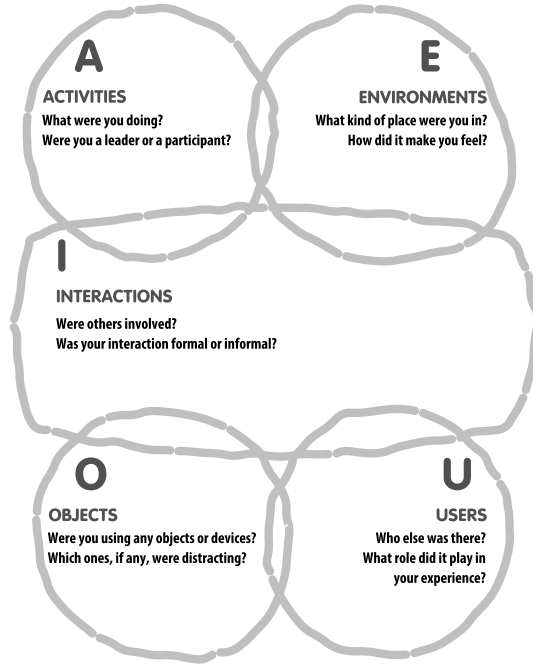 A
ACTIVITIES
What were you doing?
Were you a leader or a participant?
E
ENVIRONMENTS
What kind of place were you in?
How did it make you feel?
I
INTERACTIONS
Were others involved?
Was your interaction formal or informal?
O
OBJECTS
Were you using any objects or devices?
Which ones, if any, were distracting?
U
USERS
Who else was there?
What role did it play in
your experience?